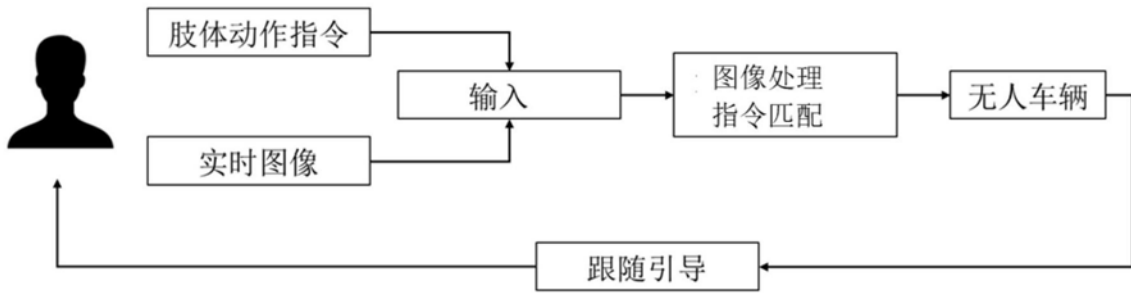 肢体动作指令
输入
图像处理
指令匹配
无人车辆
实时图像
跟随引导